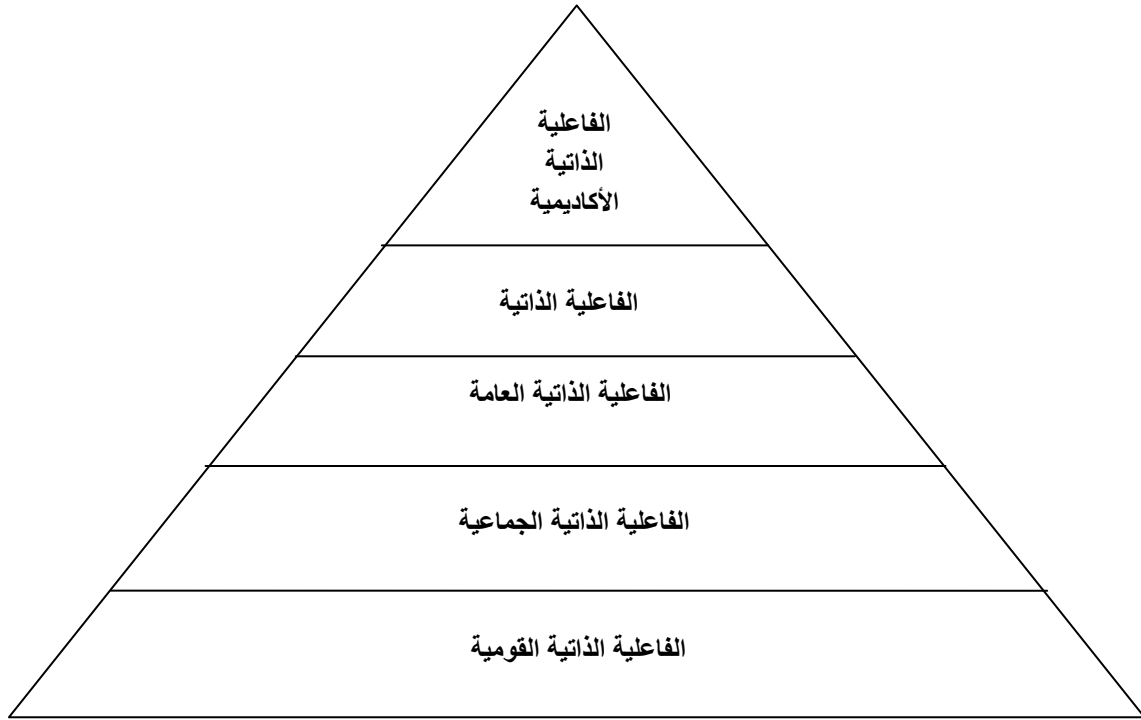 الفاعلية
الذاتية
الأكاديمية
الفاعلية الذاتية
الفاعلية الذاتية العامة
الفاعلية الذاتية الجماعية
الفاعلية الذاتية القومية